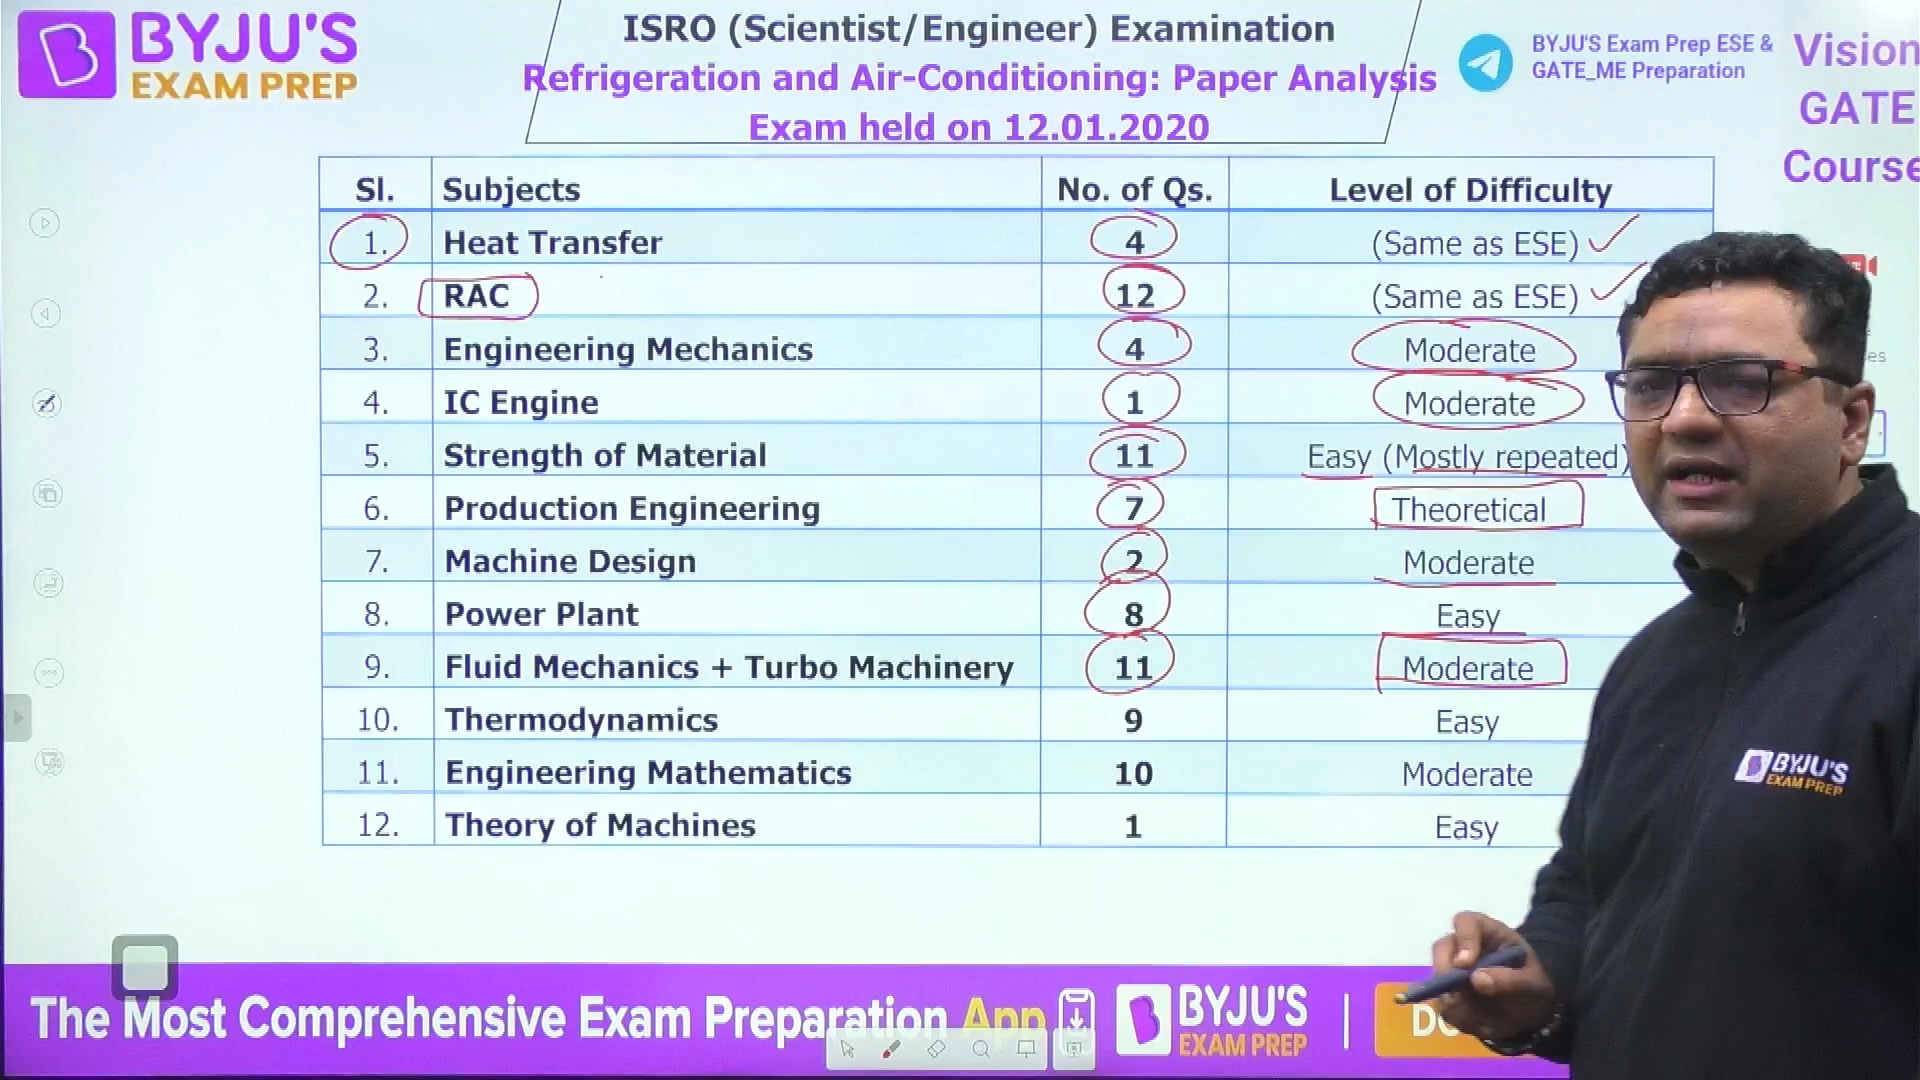 BYJU'S
EXAM PREP
ISRO (Scientist/Engineer) Examination
Refrigeration and Air-Conditioning: Paper Analysis
Exam held on 12.01.2020
BYJU'S Exam Prep ESE &
GATE_ME Preparation
Vision
GATE
Course
Sl. Subjects No. of Qs. Level of Difficulty
1. Heat Transfer 4 (Same as ESE)
2. RAC 12 (Same as ESE)
3. Engineering Mechanics 4 Moderate
4. IC Engine 1 Moderate
5. Strength of Material 11 Easy (Mostly repeated)
6. Production Engineering 7 Theoretical
7. Machine Design 2 Moderate
8. Power Plant 8 Easy
9. Fluid Mechanics + Turbo Machinery 11 Moderate
10. Thermodynamics 9 Easy
11. Engineering Mathematics 10 Moderate
12. Theory of Machines 1 Easy
BYJU'S
EXAM PREP
The Most Comprehensive Exam Preparation App
BYJU'S
EXAM PREP